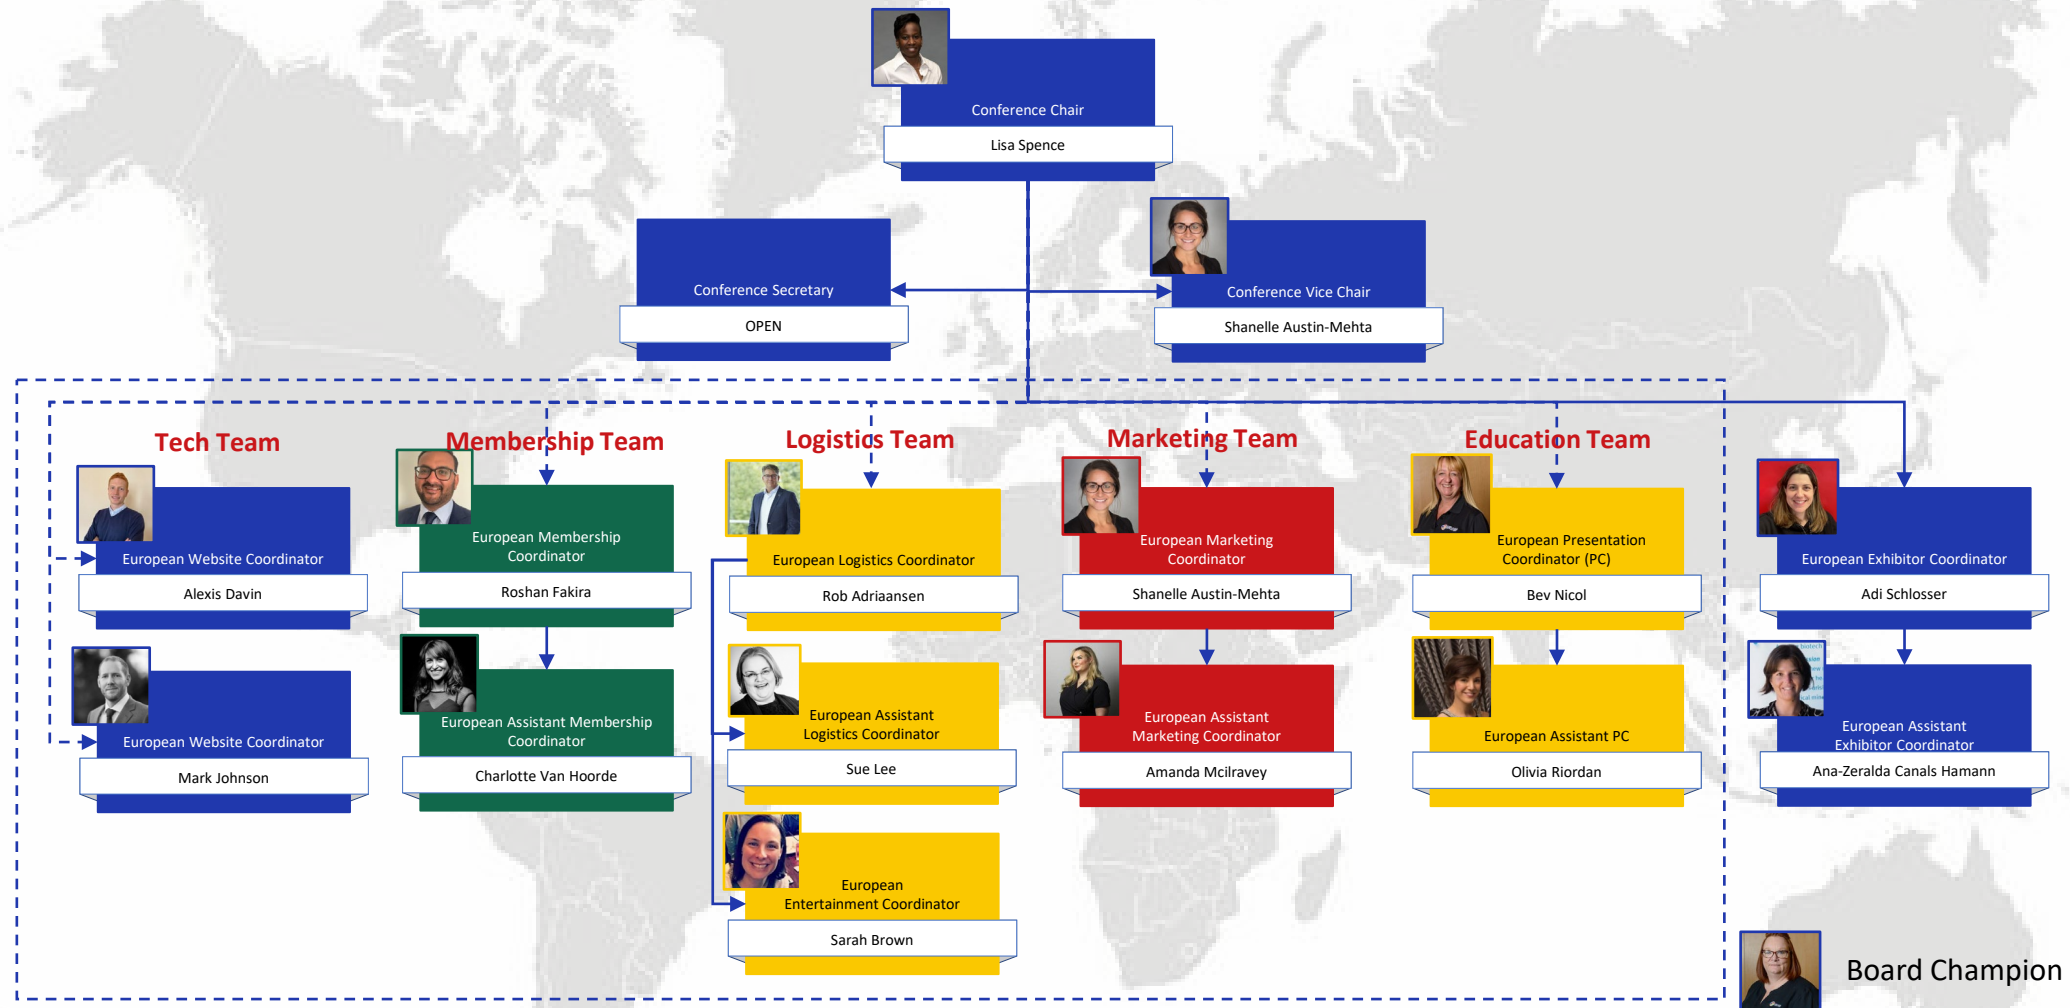 Conference Chair
Lisa Spence
Conference Secretary
OPEN
Conference Vice Chair
Shanelle Austin-Mehta
Tech Team
Membership Team
Logistics Team
Marketing Team
Education Team
European Website Coordinator
Alexis Davin
European Membership
Coordinator
Roshan Fakira
European Logistics Coordinator
Rob Adriaansen
European Marketing
Coordinator
Shanelle Austin-Mehta
European Presentation
Coordinator (PC)
Bev Nicol
European Exhibitor Coordinator
Adi Schlosser
European Website Coordinator
Mark Johnson
European Assistant Membership
Coordinator
Charlotte Van Hoorde
European Assistant
Logistics Coordinator
Sue Lee
European Assistant
Marketing Coordinator
Amanda Mcilravey
European Assistant PC
Olivia Riordan
European Assistant
Exhibitor Coordinator
Ana-Zeralda Canals Hamann
European
Entertainment Coordinator
Sarah Brown
Board Champion